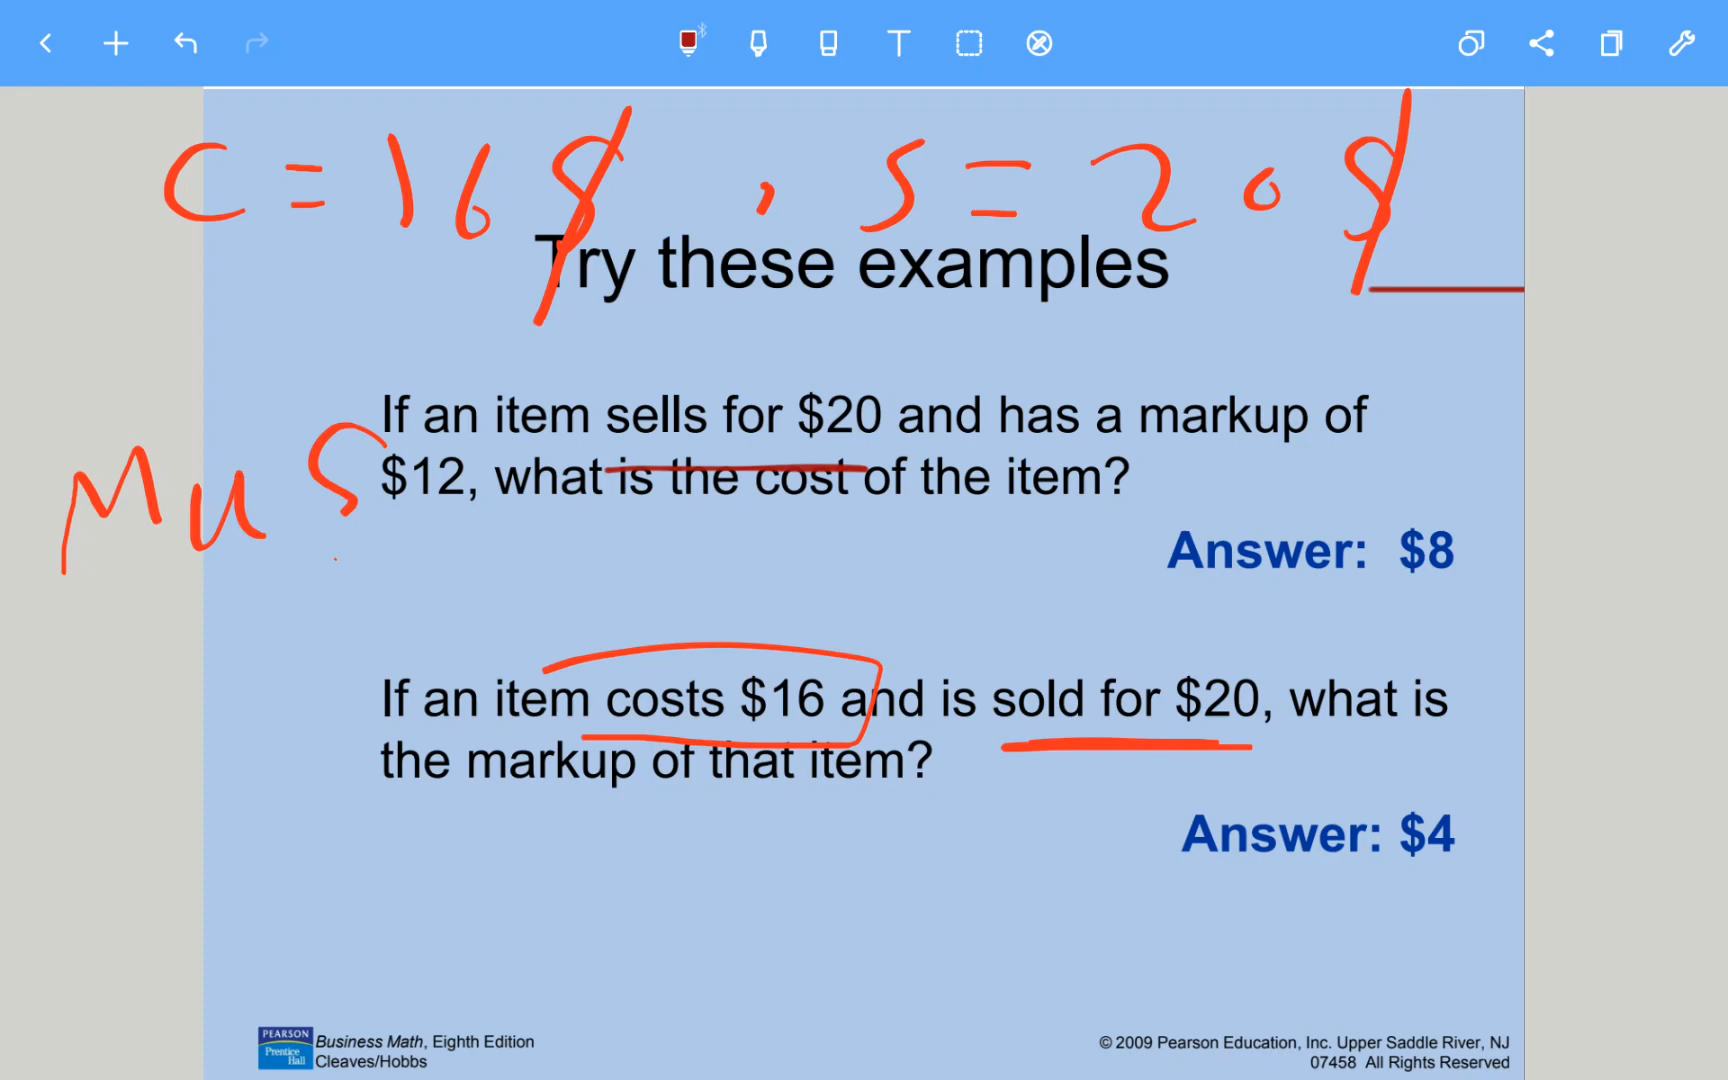 C = 16 $ , S = 20 $
Try these examples
If an item sells for $20 and has a markup of
$12, what is the cost of the item?
Mu S
Answer: $8
If an item costs $16 and is sold for $20, what is
the markup of that item?
Answer: $4
PEARSON
Prentice
Hall
Business Math, Eighth Edition
Cleaves/Hobbs
© 2009 Pearson Education, Inc. Upper Saddle River, NJ
07458 All Rights Reserved